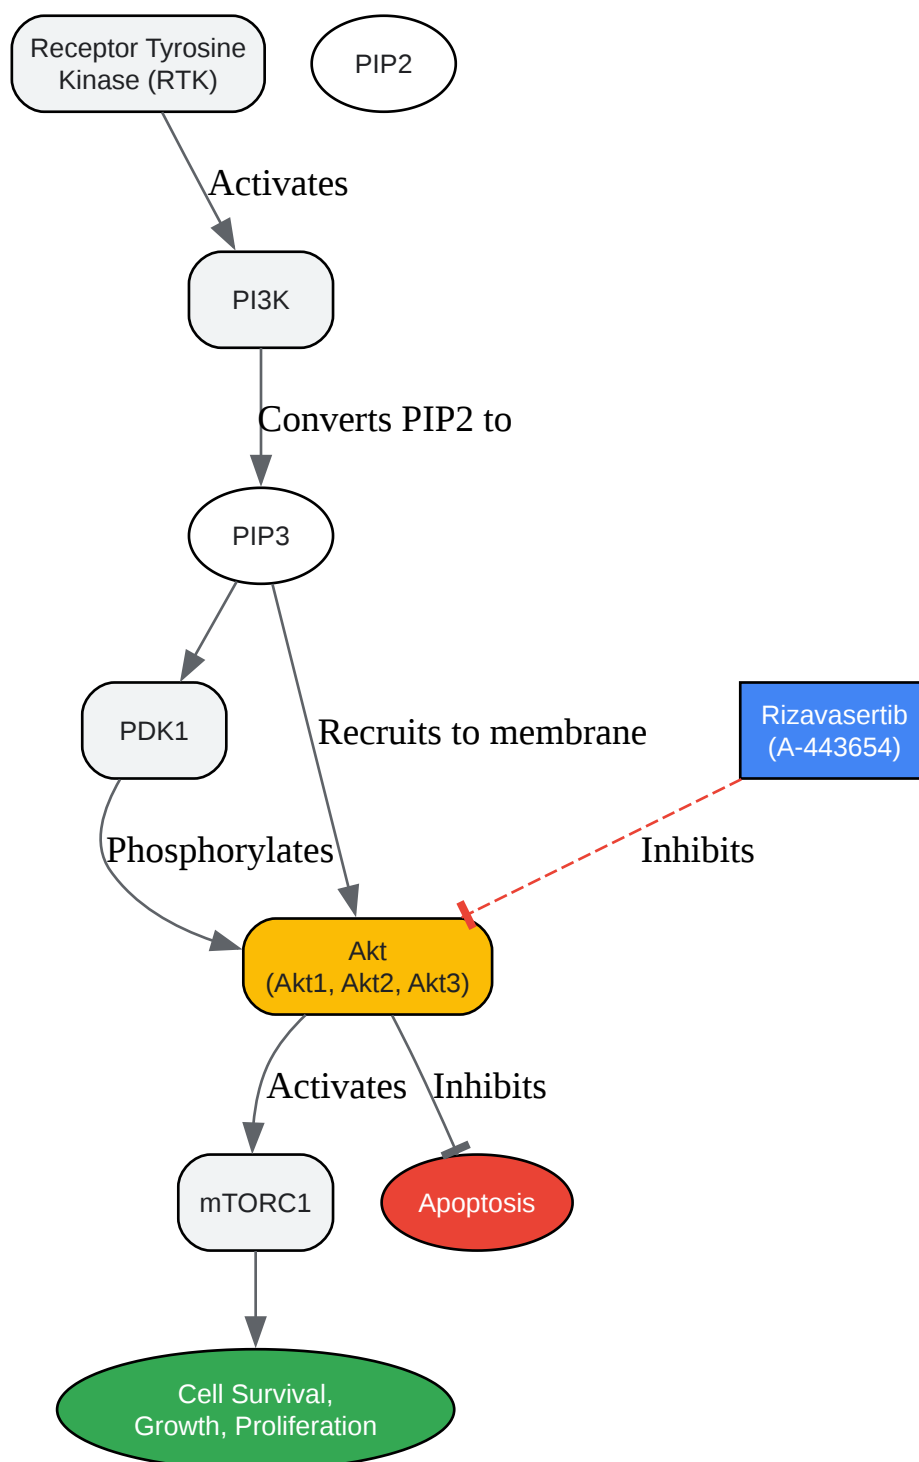 Receptor Tyrosine
Kinase (RTK)
PIP2
Activates
PI3K
Converts PIP2 to
PIP3
PDK1
Recruits to membrane
Rizavasertib
(A-443654)
Phosphorylates
Inhibits
Akt
(Akt1, Akt2, Akt3)
Activates
Inhibits
mTORC1
Apoptosis
Cell Survival,
Growth, Proliferation